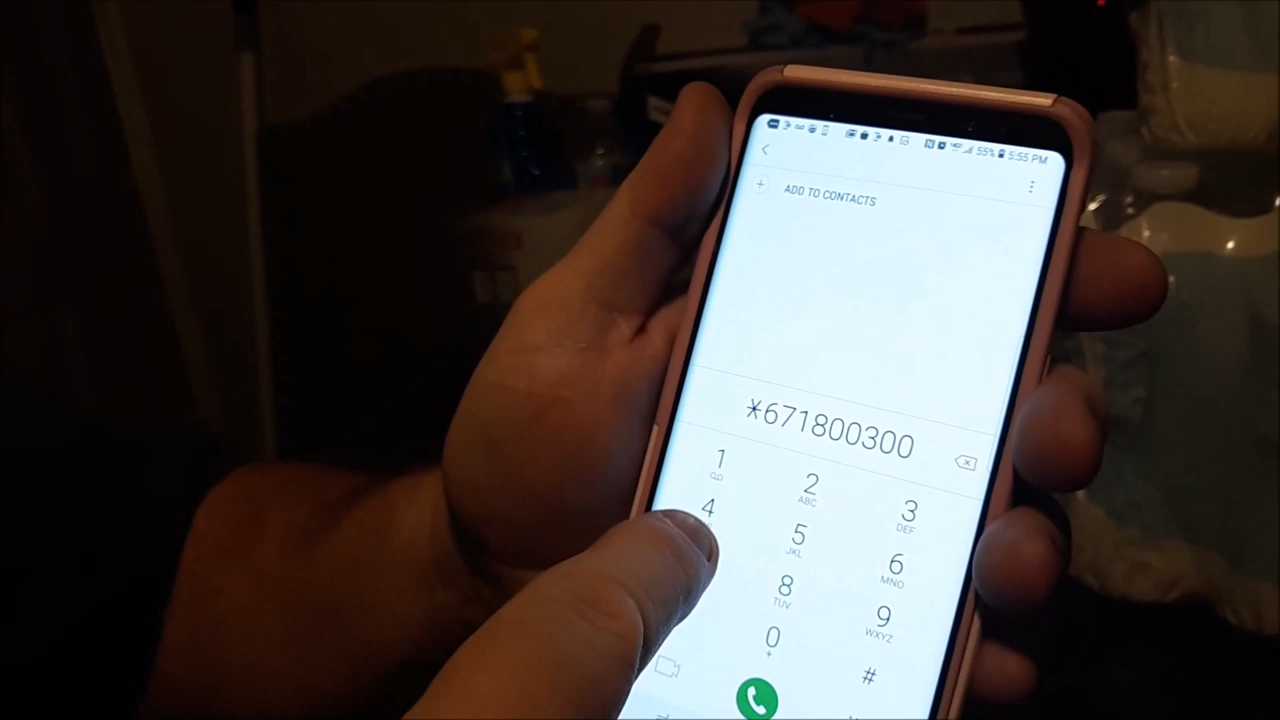 55% 5:55 PM
ADD TO CONTACTS
*671800300
1 2 3
ABC DEF
4 5 6
JKL MNO
8 9
TUV WXYZ
0 #
+